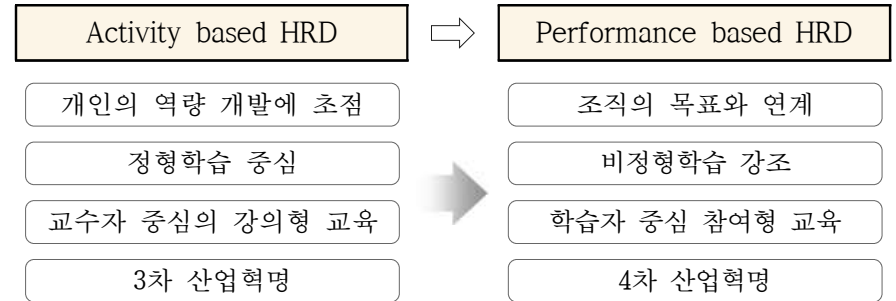 Activity based HRD
Performance based HRD
개인의 역량 개발에 초점
조직의 목표와 연계
정형학습 중심
비정형학습 강조
교수자 중심의 강의형 교육
학습자 중심 참여형 교육
3차 산업혁명
4차 산업혁명